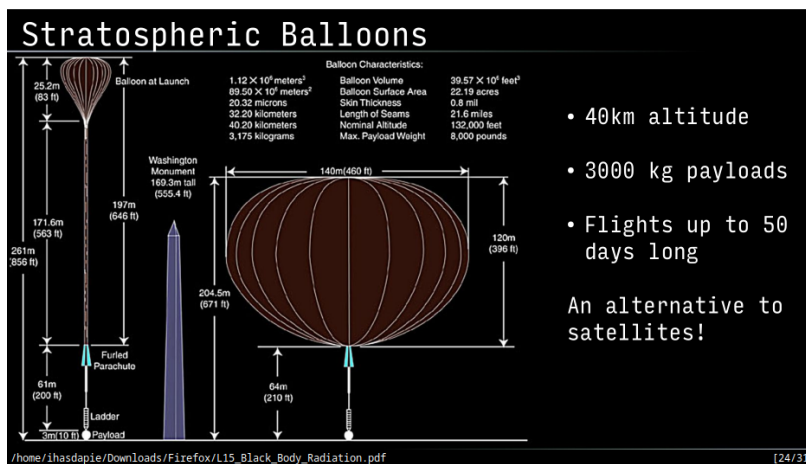 Stratospheric Balloons
Balloon at Launch
25.2m
(83 ft)
171.6m
(563 ft)
261m
(856 ft)
197m
(646 ft)
61m
(200 ft)
3m(10 ft)
Furled
Parachute
Ladder
Payload
Washington
Monument
169.3m tall
(555.4 ft)
Balloon Characteristics:
1.12 X 10⁶ meters³ Balloon Volume 39.57 X 10⁶ feet³
89.50 X 10⁶ meters² Balloon Surface Area 22.19 acres
20.32 microns Skin Thickness 0.8 mil
32.20 kilometers Length of Seams 21.6 miles
40.20 kilometers Nominal Altitude 132,000 feet
3,175 kilograms Max. Payload Weight 8,000 pounds
140m(460 ft)
120m
(396 ft)
204.5m
(671 ft)
64m
(210 ft)
• 40km altitude
• 3000 kg payloads
• Flights up to 50
days long
An alternative to
satellites!
/home/ihasdapie/Downloads/Firefox/L15_Black_Body_Radiation.pdf
[24/31